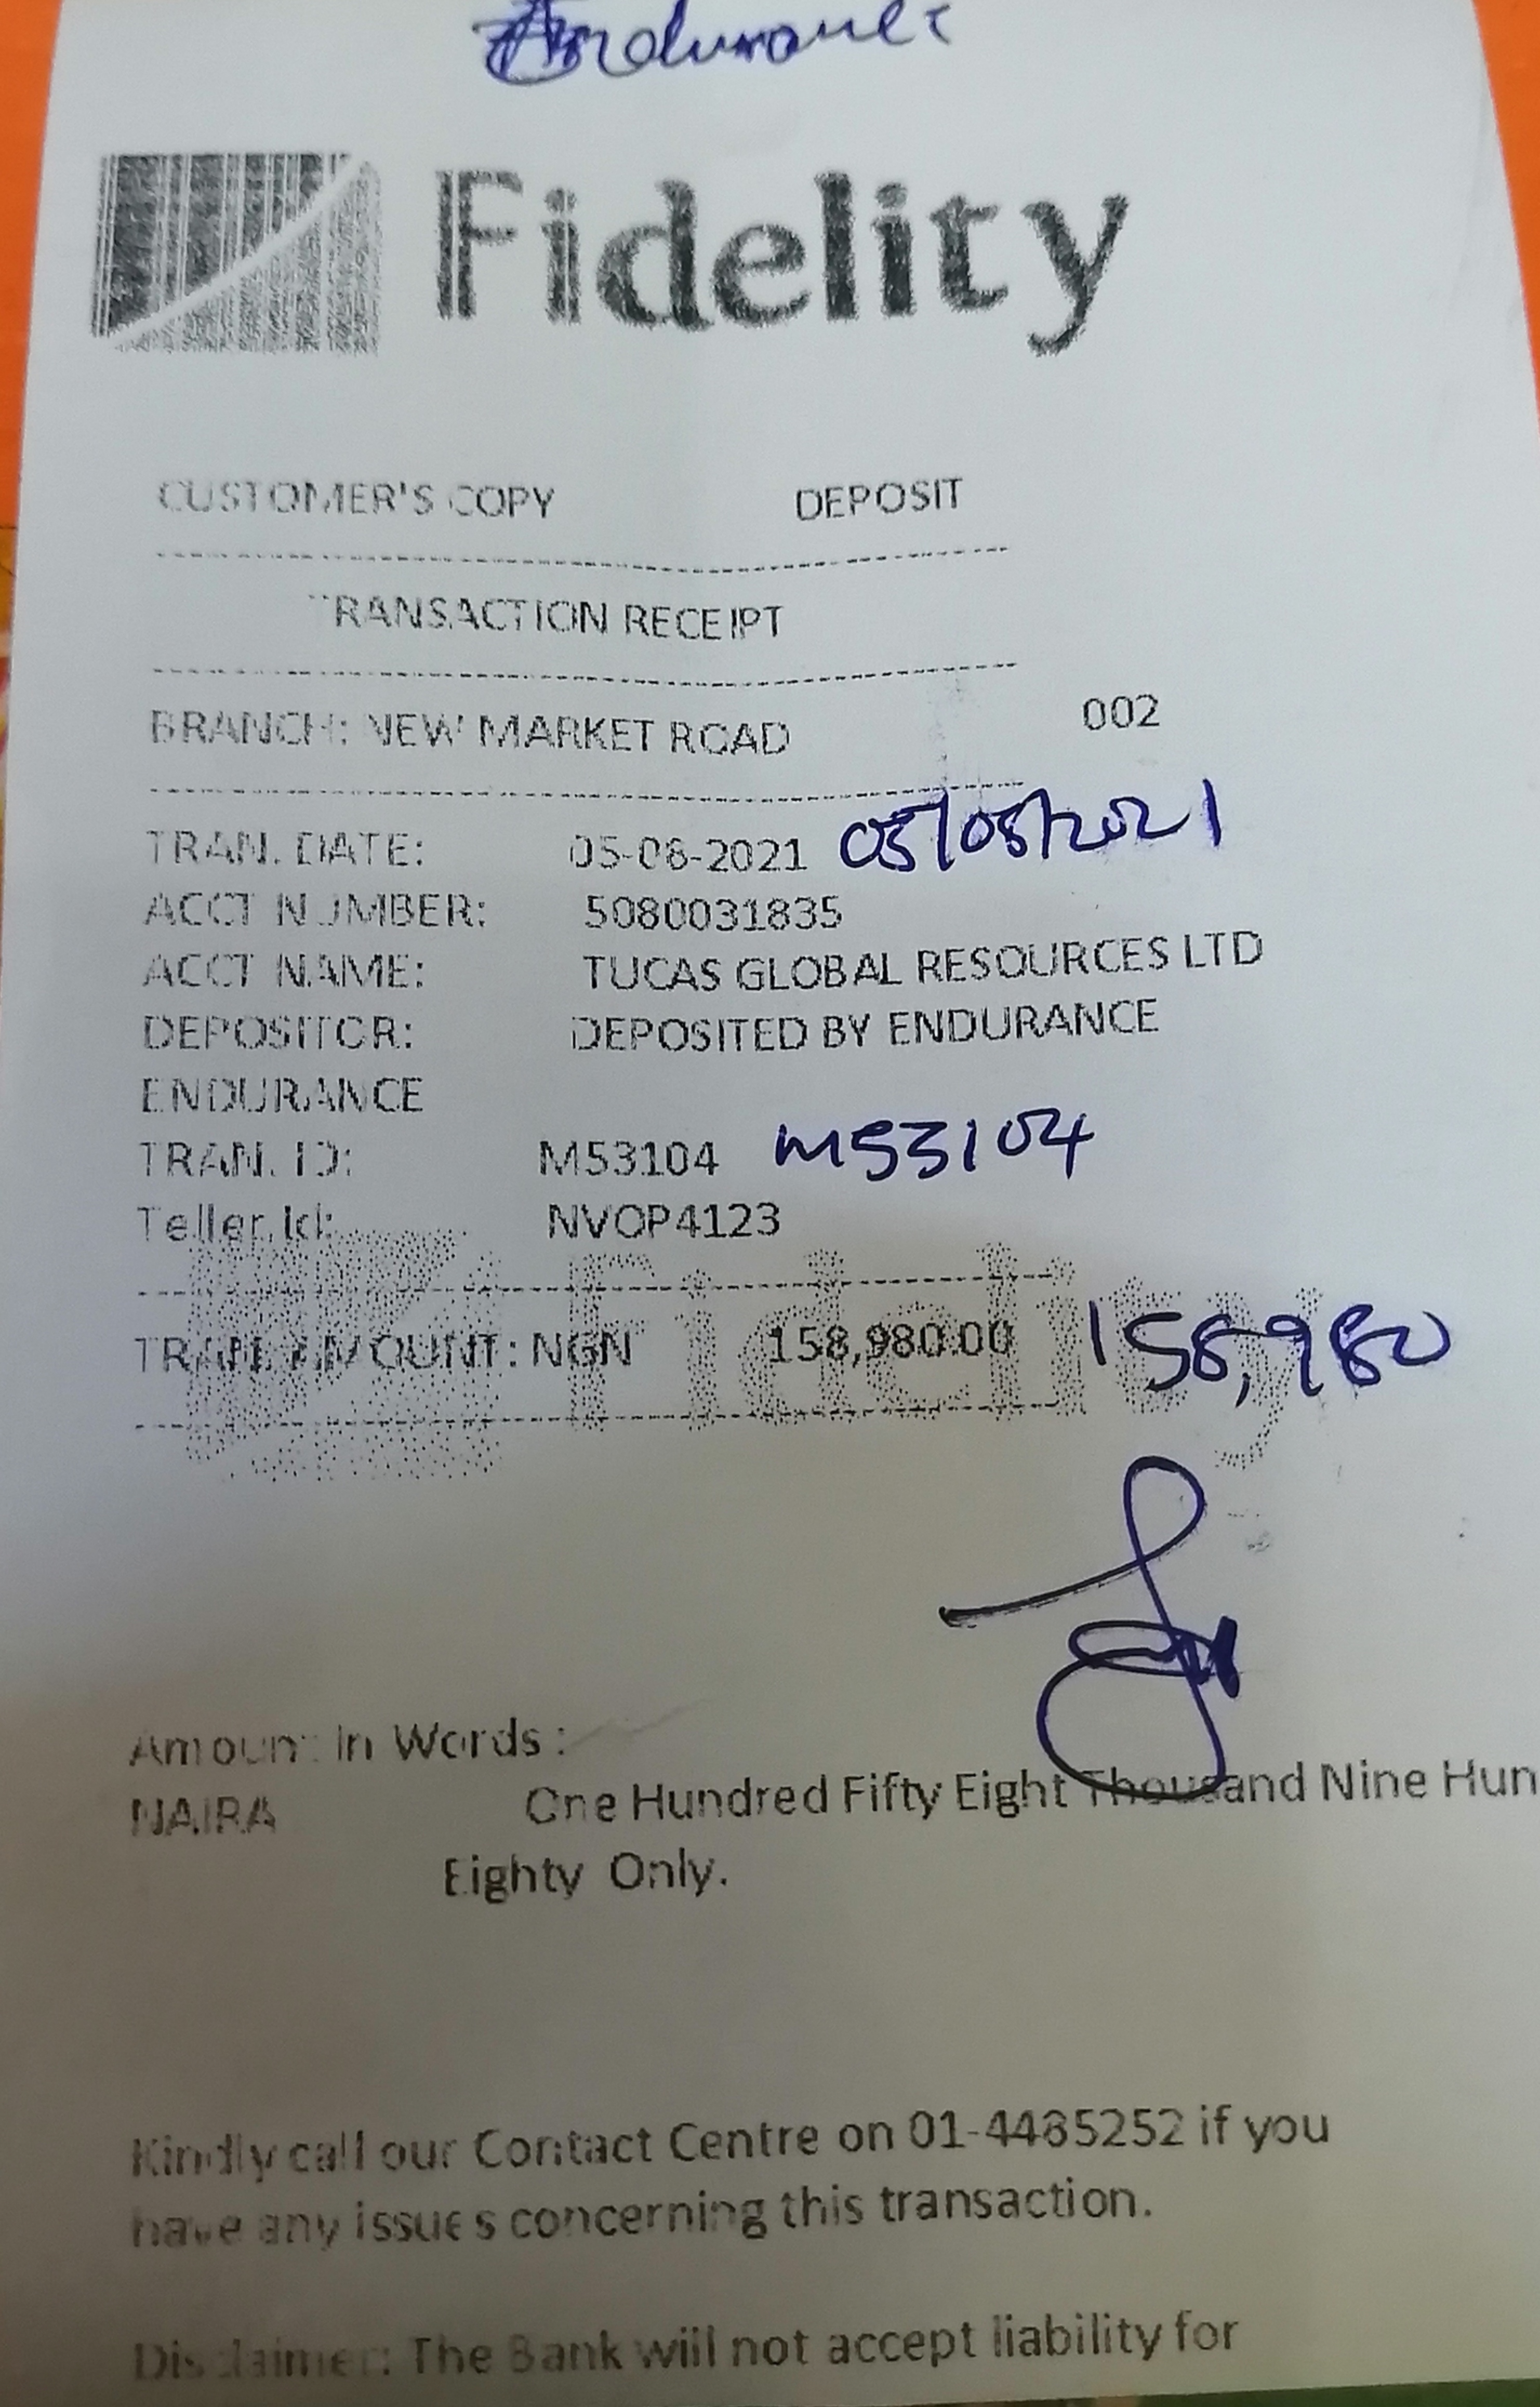 Endurance
Fidelity
CUSTOMER'S COPY DEPOSIT
TRANSACTION RECEIPT
BRANCH: NEW MARKET ROAD 002
TRAN. DATE: 05-06-2021 05/05/2021
ACCT NUMBER: 5080031835
ACCT NAME: TUCAS GLOBAL RESOURCES LTD
DEPOSITOR: DEPOSITED BY ENDURANCE
ENDURANCE
TRAN. ID: M53104 M53104
Teller Id: NVOP4123
Fidelity
TRAN. AMOUNT: NGN 158,980.00 158,980
Amount In Words :
NAIRA One Hundred Fifty Eight Thousand Nine Hun
Eighty Only.
Kindly call our Contact Centre on 01-4485252 if you
have any issues concerning this transaction.
Disclaimer: The Bank will not accept liability for